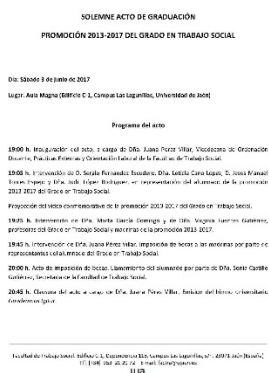 SOLEMNE ACTO DE GRADUACIÓN
PROMOCIÓN 2013-2017 DEL GRADO EN TRABAJO SOCIAL
Día: Sábado 3 de junio de 2017
Lugar: Aula Magna (Edificio C-1, Campus Las Lagunillas, Universidad de Jaén)
Programa del acto
19:00 h. Inauguración del acto, a cargo de Dña. Juana Pérez Villar, Vicedecana de Ordenación
Docente, Prácticas Externas y Orientación Laboral de la Facultad de Trabajo Social.
19:05 h. Intervención de D. Sergio Fernández Escudero, Dña. Leticia Cano López, D. Jesús Manuel
Torres Espejo y Dña. Judit López Rodríguez, en representación del alumnado de la promoción
2013-2017 del Grado en Trabajo Social.
Proyección del vídeo conmemorativo de la promoción 2013-2017 del Grado en Trabajo Social.
19:25 h. Intervención de Dña. Marta García Domingo y de Dña. Virginia Fuentes Gutiérrez,
profesoras del Grado en Trabajo Social y madrinas de la promoción 2013-2017.
19:45 h. Intervención de Dña. Juana Pérez Villar. Imposición de becas a las madrinas por parte de
representantes del alumnado del Grado en Trabajo Social.
20:00 h. Acto de imposición de becas. Llamamiento del alumnado por parte de Dña. Sonia Castillo
Gutiérrez, Secretaria de la Facultad de Trabajo Social.
20:45 h. Clausura del acto a cargo de Dña. Juana Pérez Villar. Emisión del himno universitario
Gaudeamus Igitur.
Facultad de Trabajo Social. Edificio C-1, Dependencia Campus Las Lagunillas, s/n. 23071 Jaén (España)